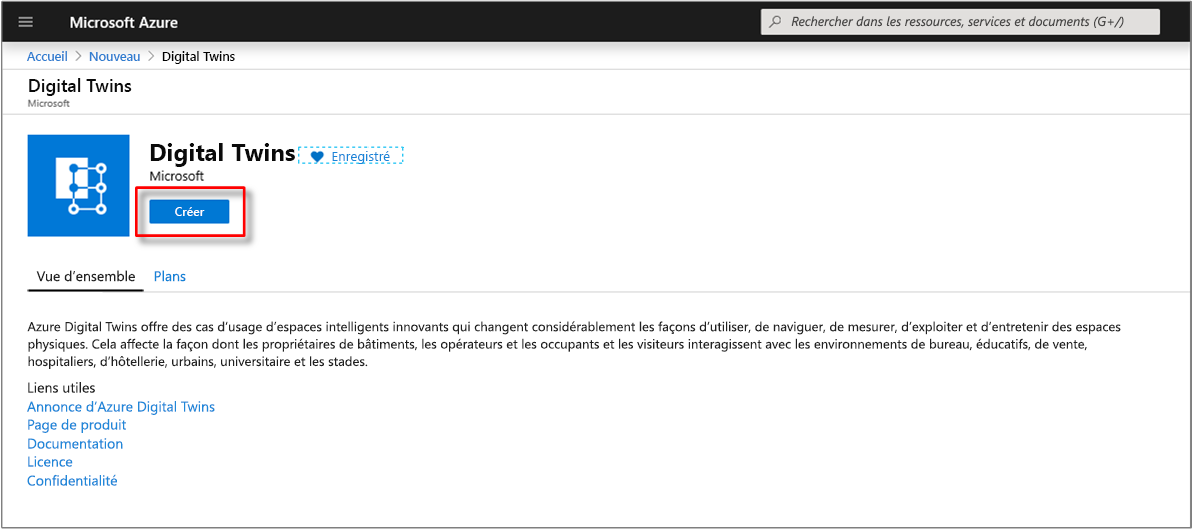 Microsoft Azure
Rechercher dans les ressources, services et documents (G+/)
Accueil > Nouveau > Digital Twins
Digital Twins
Microsoft
Digital Twins
Enregistré
Microsoft
Créer
Vue d’ensemble
Plans
Azure Digital Twins offre des cas d’usage d’espaces intelligents innovants qui changent considérablement les façons d’utiliser, de naviguer, de mesurer, d’exploiter et d’entretenir des espaces
physiques. Cela affecte la façon dont les propriétaires de bâtiments, les opérateurs et les occupants et les visiteurs interagissent avec les environnements de bureau, éducatifs, de vente,
hospitaliers, d’hôtellerie, urbains, universitaire et les stades.
Liens utiles
Annonce d’Azure Digital Twins
Page de produit
Documentation
Licence
Confidentialité